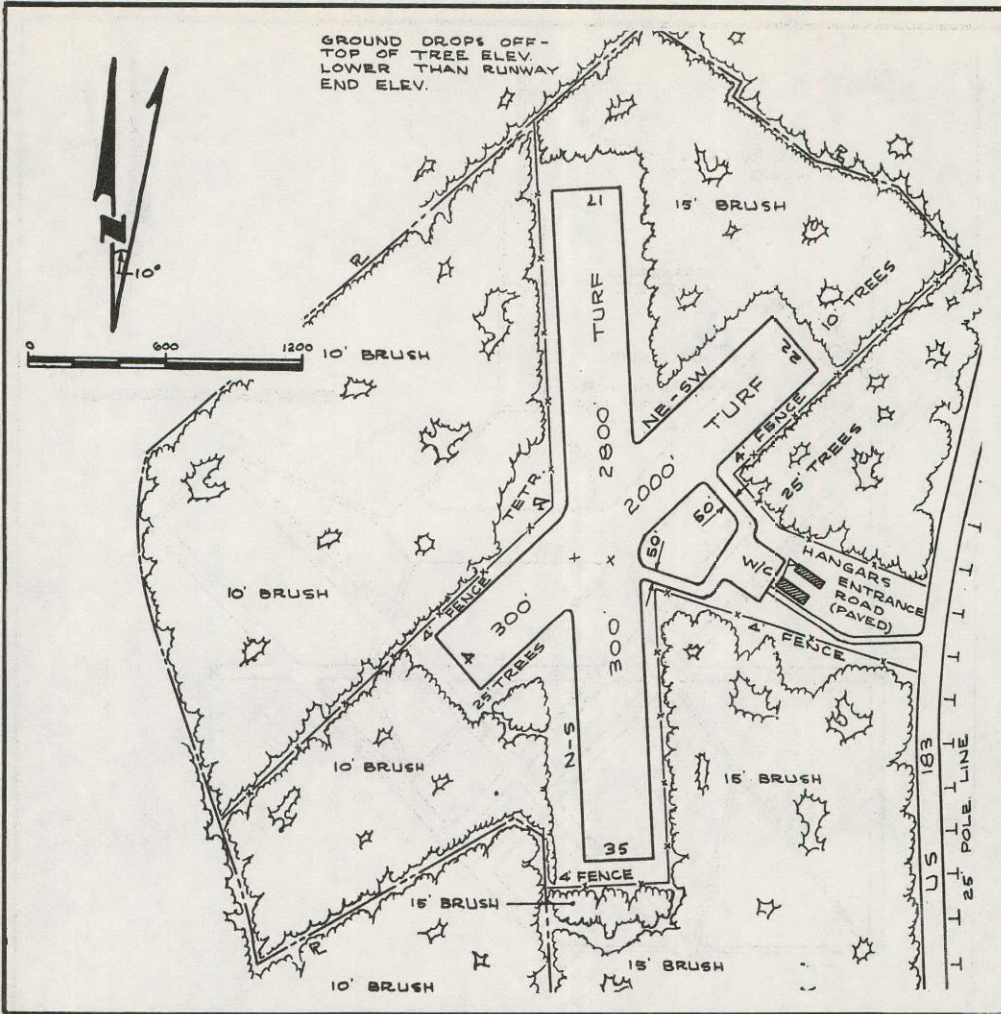 GROUND DROPS OFF -
TOP OF TREE ELEV.
LOWER THAN RUNWAY
END ELEV.
N
10°
0 600 1200
R
R
17
15' BRUSH
TURF
10' TREES
10' BRUSH
22
NE - SW
TURF
4' FENCE
2800'
2000'
25' TREES
TETR.
50'
50'
W/C
HANGARS
ENTRANCE
ROAD
(PAVED)
10' BRUSH
4' FENCE
300'
4
300'
4' FENCE
25' TREES
N-S
10' BRUSH
15' BRUSH
US 183
25' POLE LINE
35
4' FENCE
15' BRUSH
R
15' BRUSH
10' BRUSH